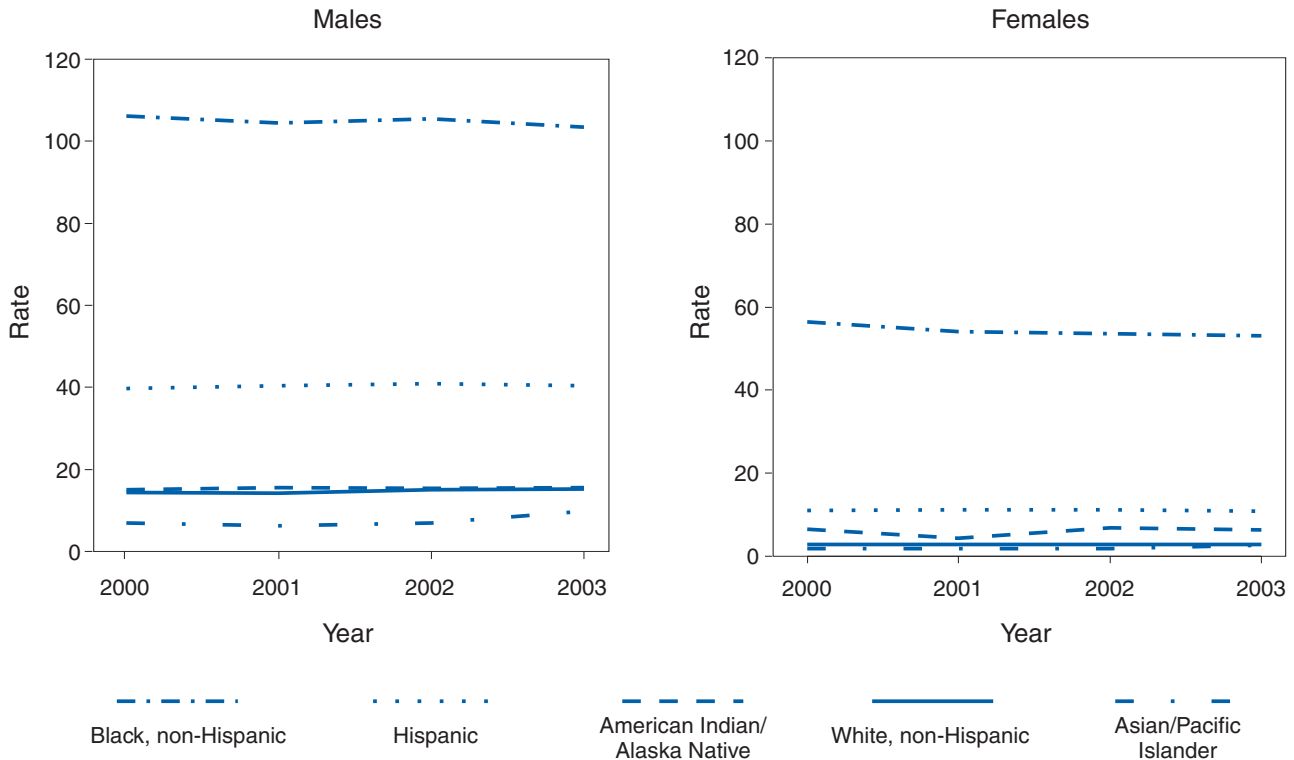 Males
120
100
80
60
40
20
0
Rate
2000 2001 2002 2003
Year
Females
120
100
80
60
40
20
0
Rate
2000 2001 2002 2003
Year
Black, non-Hispanic
Hispanic
American Indian/
Alaska Native
White, non-Hispanic
Asian/Pacific
Islander